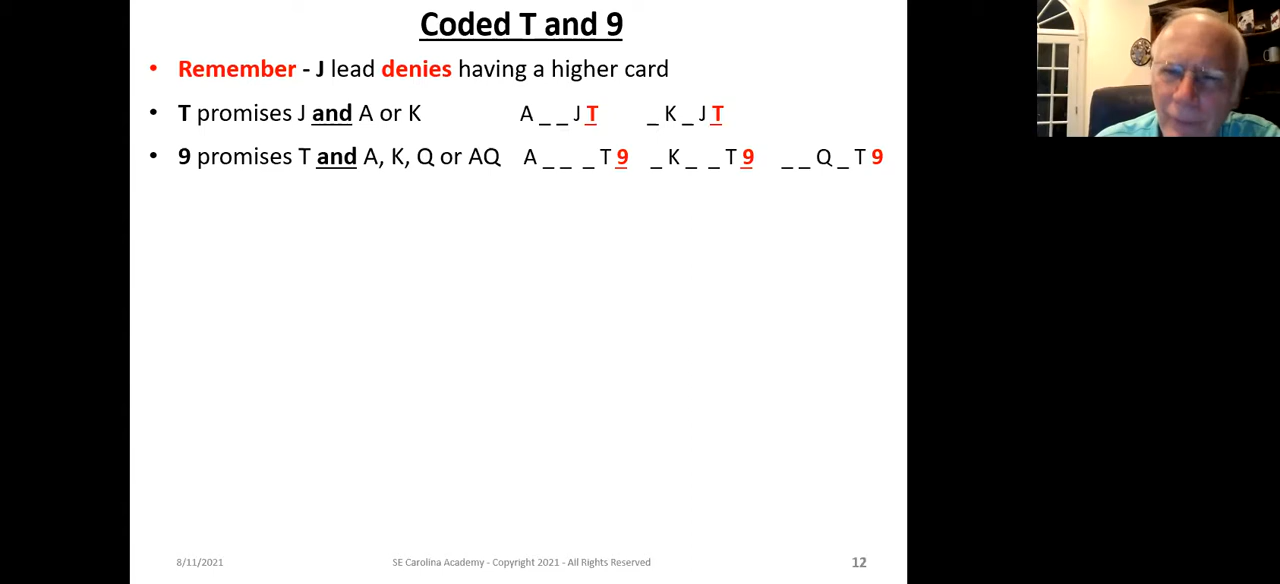 Coded T and 9
• Remember - J lead denies having a higher card
• T promises J and A or K A _ _ J T _ K _ J T
• 9 promises T and A, K, Q or AQ A _ _ _ T 9 _ K _ _ T 9 _ _ Q _ T 9
8/11/2021 SE Carolina Academy - Copyright 2021 - All Rights Reserved 12